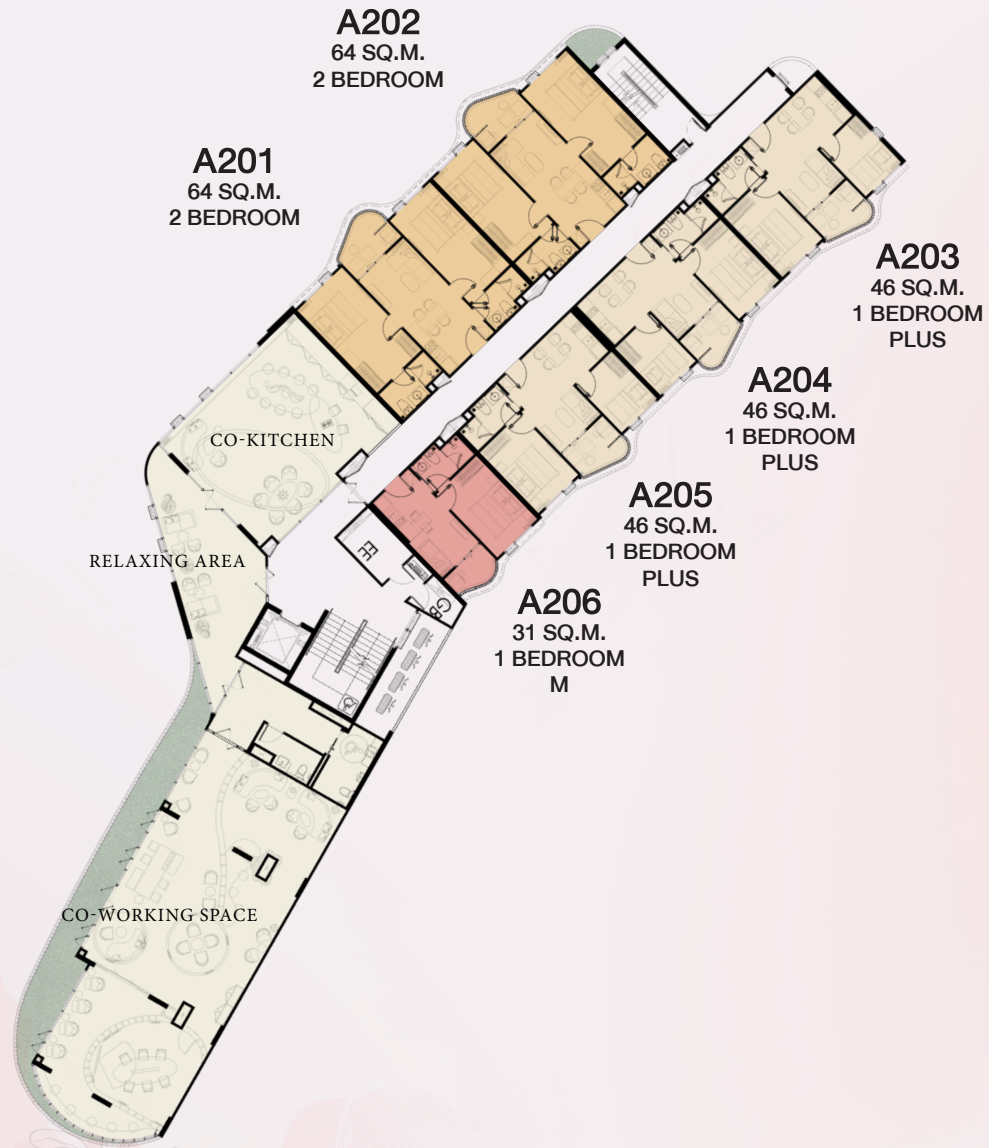 A202
64 SQ.M.
2 BEDROOM
A201
64 SQ.M.
2 BEDROOM
A203
46 SQ.M.
1 BEDROOM
PLUS
A204
46 SQ.M.
1 BEDROOM
PLUS
CO-KITCHEN
A205
46 SQ.M.
1 BEDROOM
PLUS
RELAXING AREA
EE
GB
A206
31 SQ.M.
1 BEDROOM
M
CO-WORKING SPACE